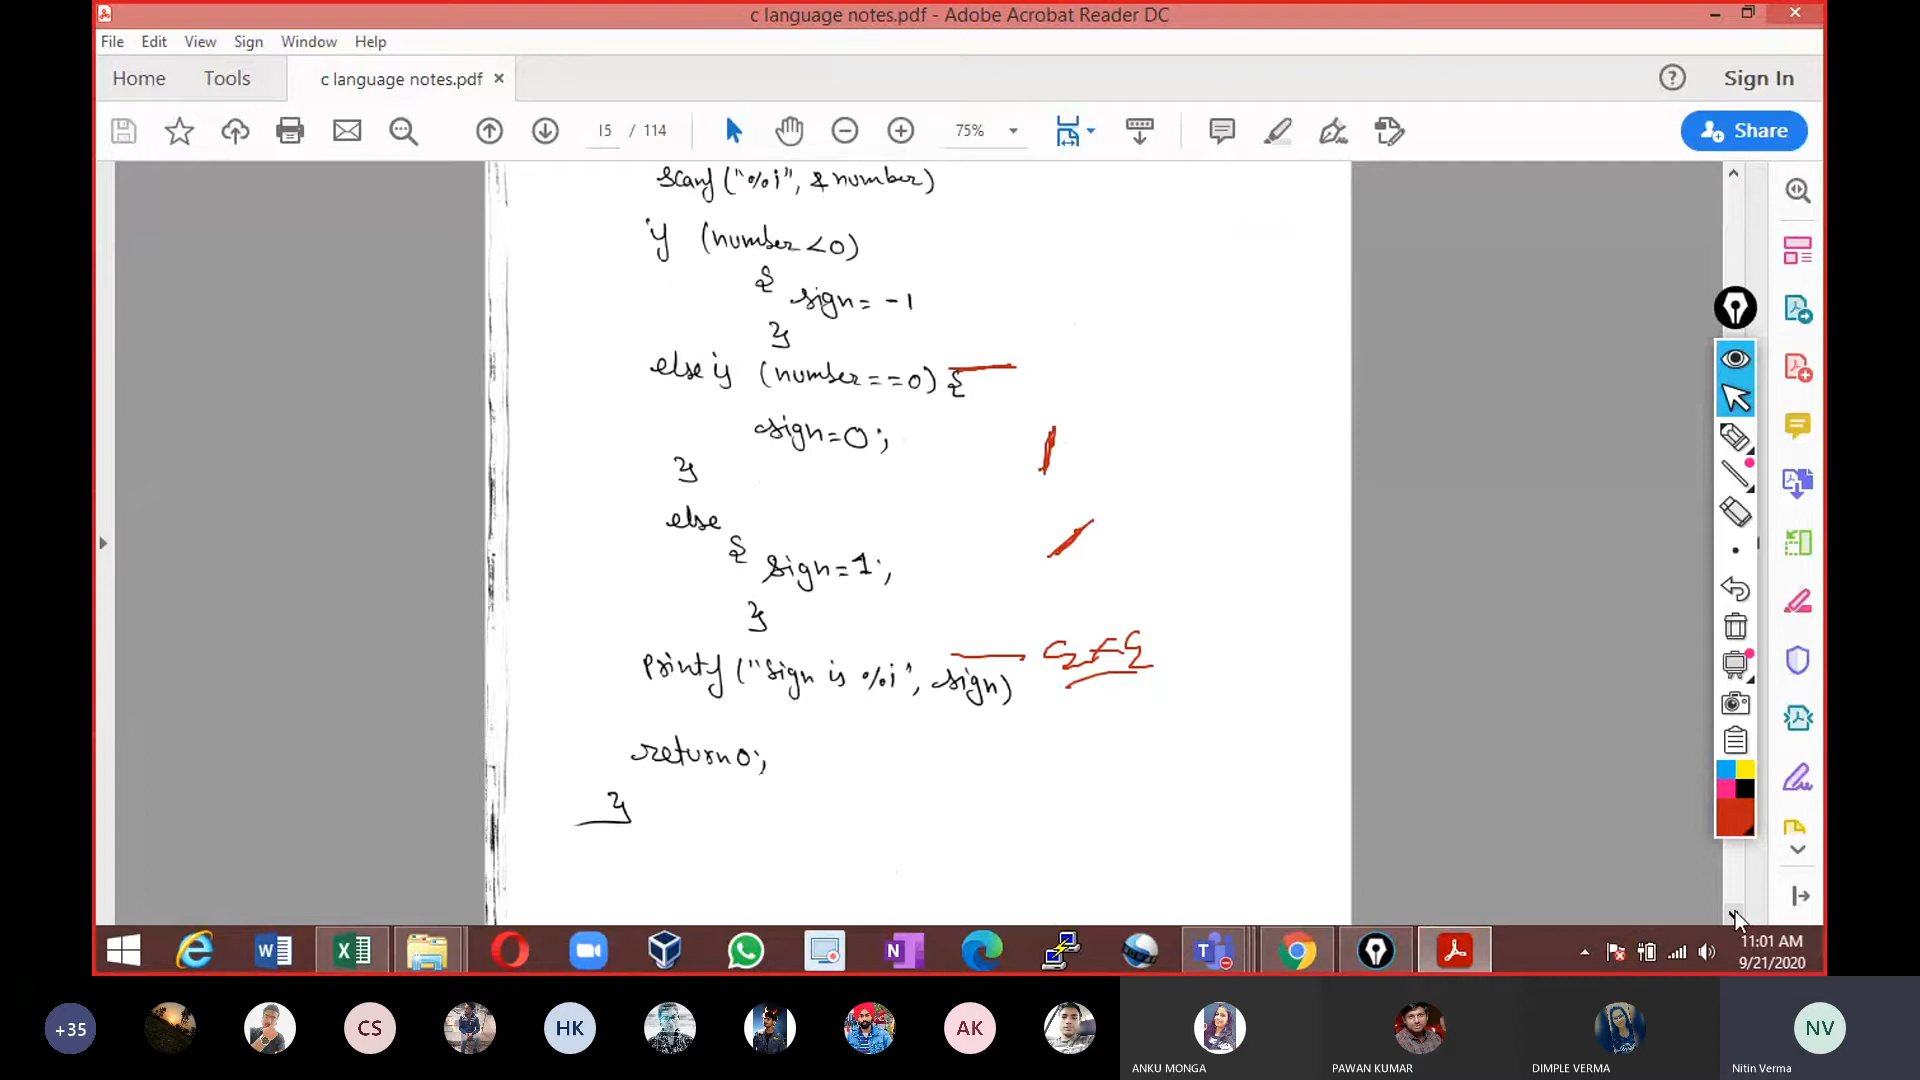 c language notes.pdf - Adobe Acrobat Reader DC
File Edit View Sign Window Help
Home Tools c language notes.pdf × Sign In
15 / 114 75% Share
scanf ("%i", & number)
if (number <0)
{ sign= -1
}
else if (number==0) {
sign=0;
}
else
{ sign=1;
}
printf ("Sign is %i", sign)
return 0;
}
11:01 AM
9/21/2020
+35 CS HK AK NV
ANKU MONGA PAWAN KUMAR DIMPLE VERMA Nitin Verma